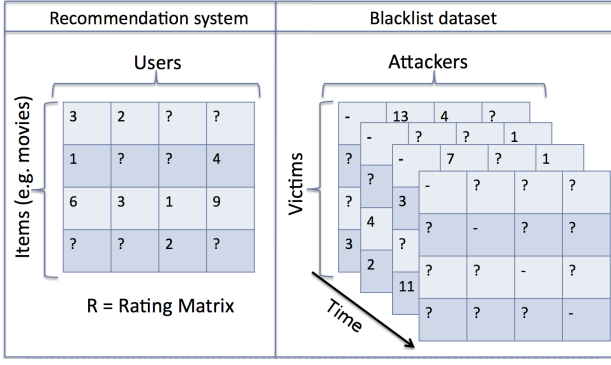 Recommendation system
Blacklist dataset
Users
Items (e.g. movies)
3 2 ? ?
1 ? ? 4
6 3 1 9
? ? 2 ?
R = Rating Matrix
Attackers
Victims
- 13 4 ?
- ? ? 1
- 7 ? 1
- ? ? ?
? ? 3 ? - ? ?
? 4 ? ? ? - ?
3 2 11 ? ? ? -
Time